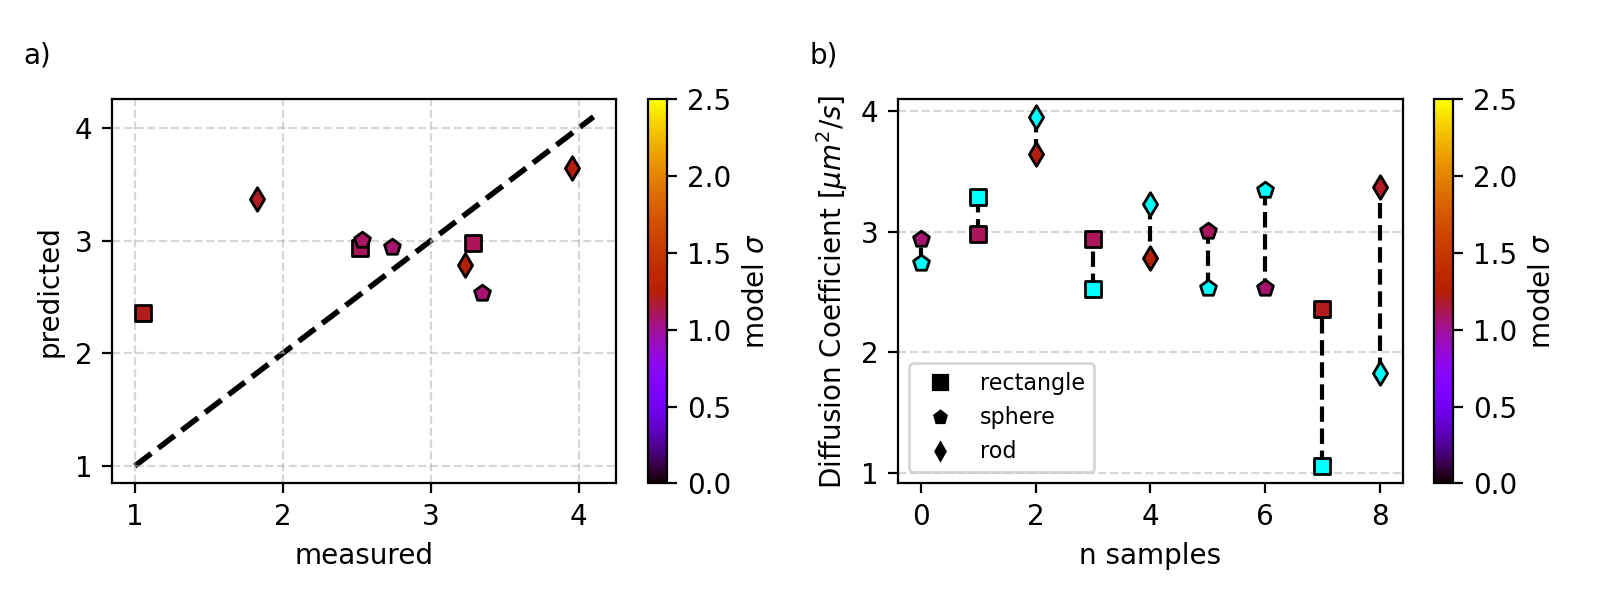 a)
4
3
2
1
1
2
3
4
predicted
measured
2.5
2.0
1.5
1.0
0.5
0.0
model σ
b)
4
3
2
1
0
2
4
6
8
Diffusion Coefficient [μm²/s]
n samples
rectangle
sphere
rod
2.5
2.0
1.5
1.0
0.5
0.0
model σ